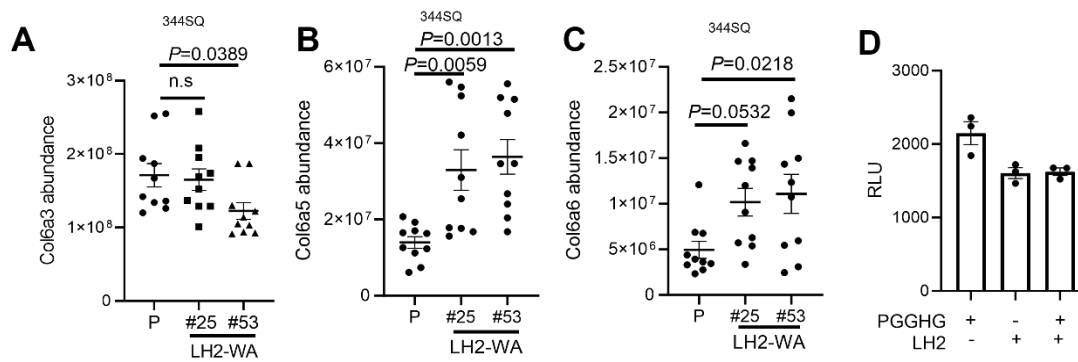 A
344SQ
P=0.0389
n.s
3×10⁸
2×10⁸
1×10⁸
0
Col6a3 abundance
P
#25
#53
LH2-WA
B
344SQ
P=0.0013
P=0.0059
6×10⁷
4×10⁷
2×10⁷
0
Col6a5 abundance
P
#25
#53
LH2-WA
C
344SQ
P=0.0218
P=0.0532
2.5×10⁷
2.0×10⁷
1.5×10⁷
1.0×10⁷
5.0×10⁶
0
Col6a6 abundance
P
#25
#53
LH2-WA
D
3000
2000
1000
0
RLU
PGGHG + - +
LH2 - + +